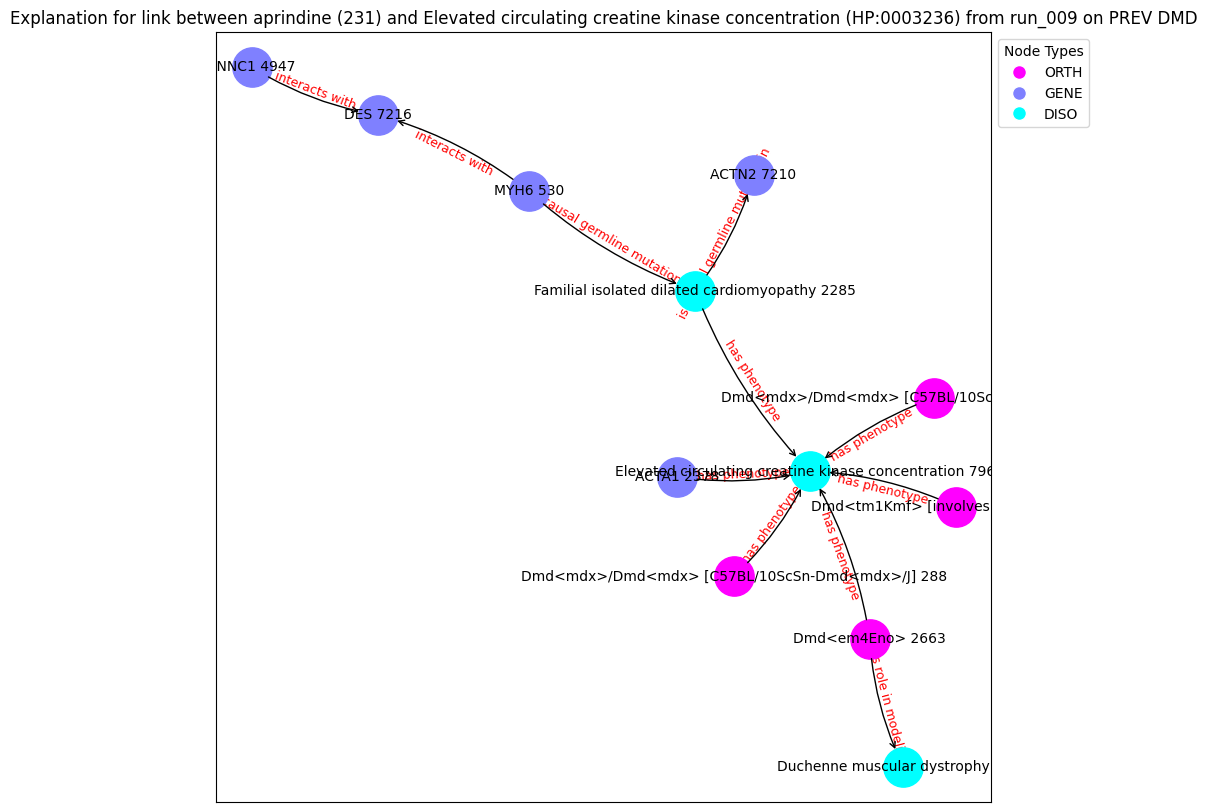 Explanation for link between aprindine (231) and Elevated circulating creatine kinase concentration (HP:0003236) from run_009 on PREV DMD
Node Types
ORTH
GENE
DISO
NNC1 4947
interacts with
DES 7216
interacts with
MYH6 530
ACTN2 7210
causal germline mutation
germline
Familial isolated dilated cardiomyopathy 2285
has phenotype
Dmd<mdx>/Dmd<mdx> [C57BL/10Sc
has phenotype
Elevated circulating creatine kinase concentration 796
ACTA1
has phenotype
has phenotype
Dmd<tm1Kmf> [involves
has phenotype
has phenotype
Dmd<mdx>/Dmd<mdx> [C57BL/10ScSn-Dmd<mdx>/J] 288
Dmd<em4Eno> 2663
role in model
Duchenne muscular dystrophy